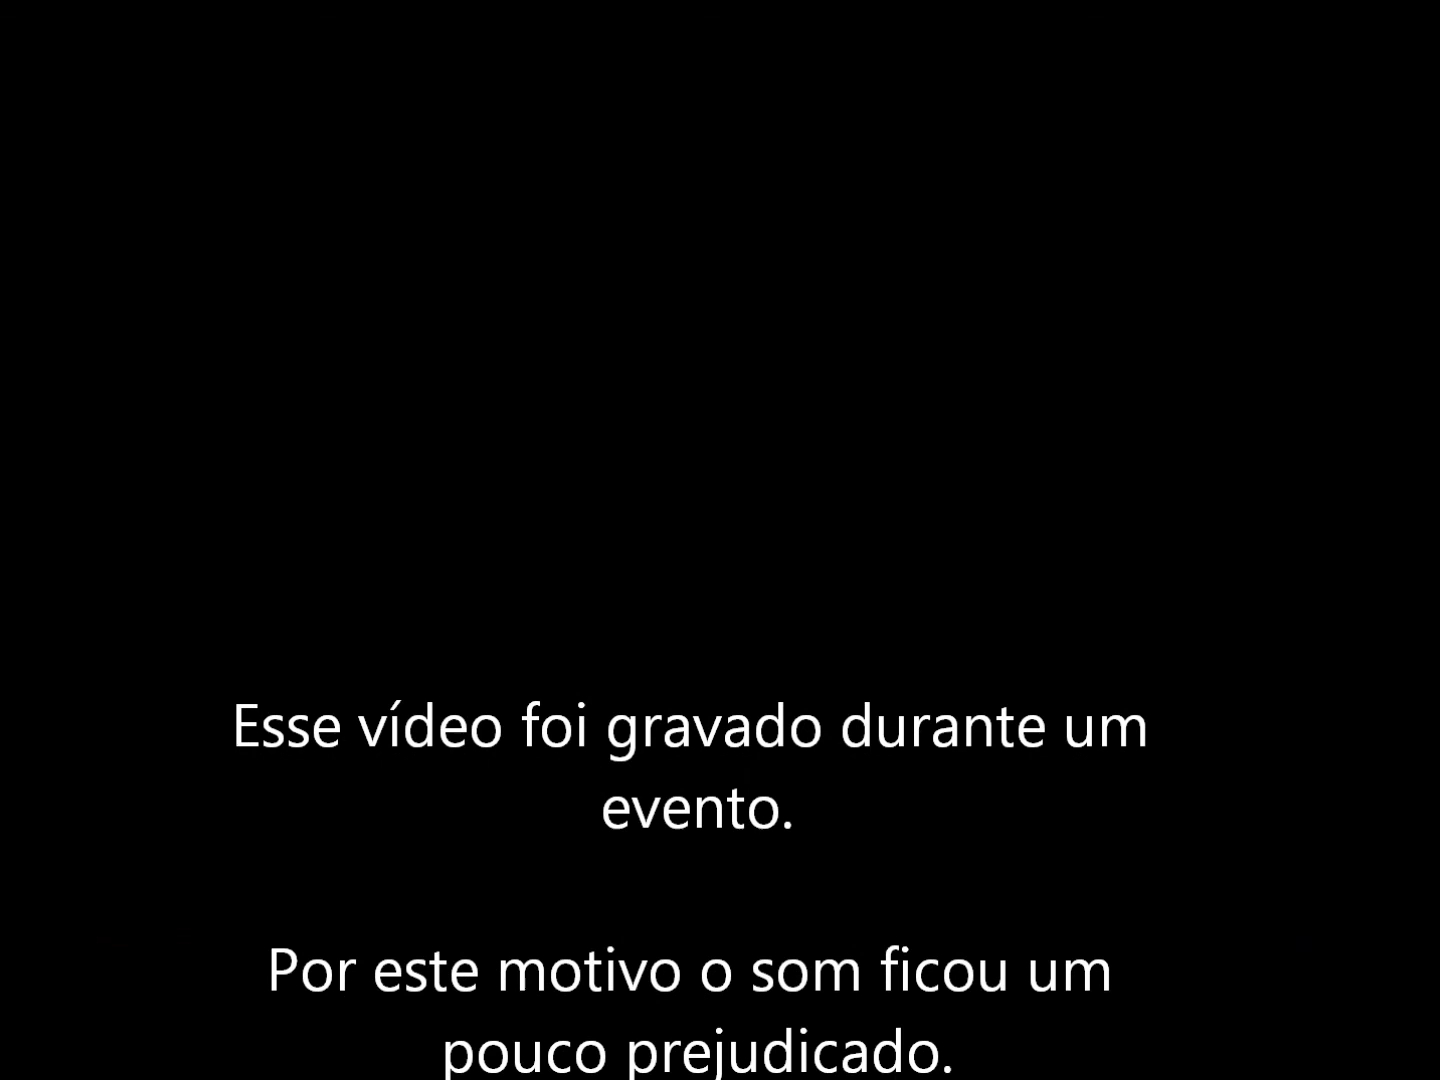 Esse vídeo foi gravado durante um
evento.
Por este motivo o som ficou um
pouco prejudicado.